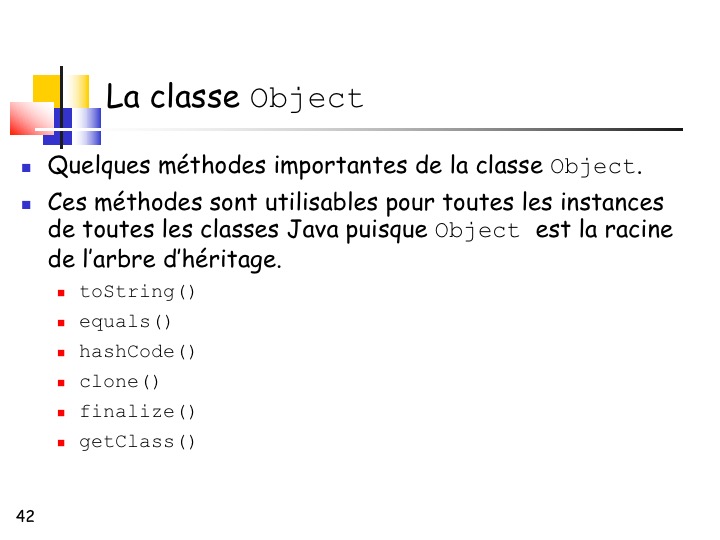 La classe Object
Quelques méthodes importantes de la classe Object.
Ces méthodes sont utilisables pour toutes les instances
de toutes les classes Java puisque Object est la racine
de l’arbre d’héritage.
toString()
equals()
hashCode()
clone()
finalize()
getClass()
42